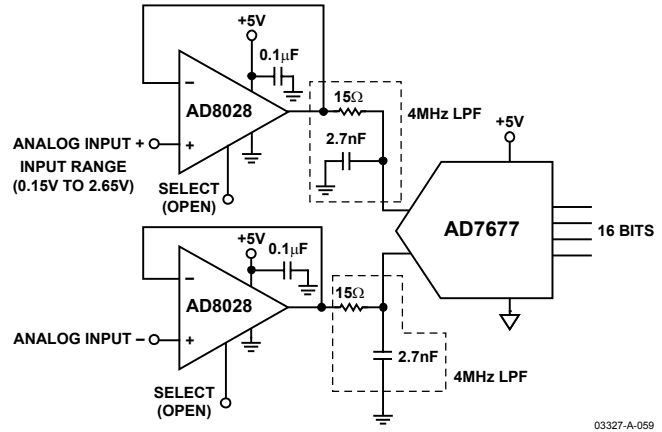 +5V
0.1µF
−
AD8028
+
15Ω
4MHz LPF
2.7nF
ANALOG INPUT +
INPUT RANGE
(0.15V TO 2.65V)
SELECT
(OPEN)
+5V
AD7677
16 BITS
+5V
0.1µF
−
AD8028
+
15Ω
ANALOG INPUT −
2.7nF
4MHz LPF
SELECT
(OPEN)
03327-A-059